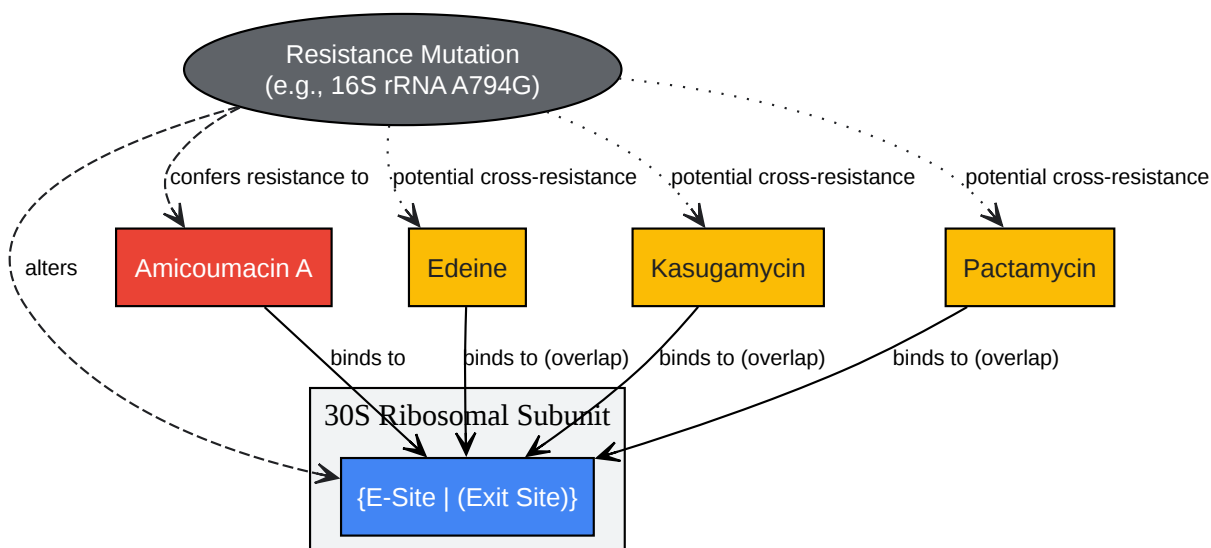 Resistance Mutation
(e.g., 16S rRNA A794G)
confers resistance to
potential cross-resistance
potential cross-resistance
potential cross-resistance
alters
Amicoumacin A
Edeine
Kasugamycin
Pactamycin
binds to
binds to (overlap)
binds to (overlap)
binds to (overlap)
30S Ribosomal Subunit
{E-Site | (Exit Site)}